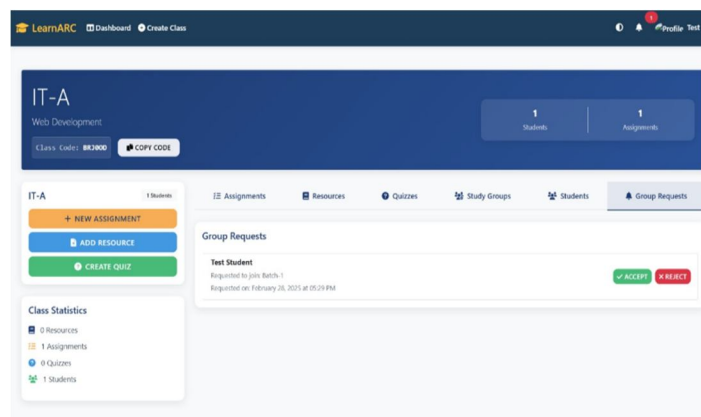 LearnARC Dashboard Create Class 1 Profile Test
IT-A
Web Development
Class Code: BRJ0OD COPY CODE
1 Students
1 Assignments
IT-A 1 Students
+ NEW ASSIGNMENT
ADD RESOURCE
CREATE QUIZ
Class Statistics
0 Resources
1 Assignments
0 Quizzes
1 Students
Assignments Resources Quizzes Study Groups Students Group Requests
Group Requests
Test Student
Requested to join: Batch-1
Requested on: February 28, 2025 at 05:29 PM
ACCEPT REJECT